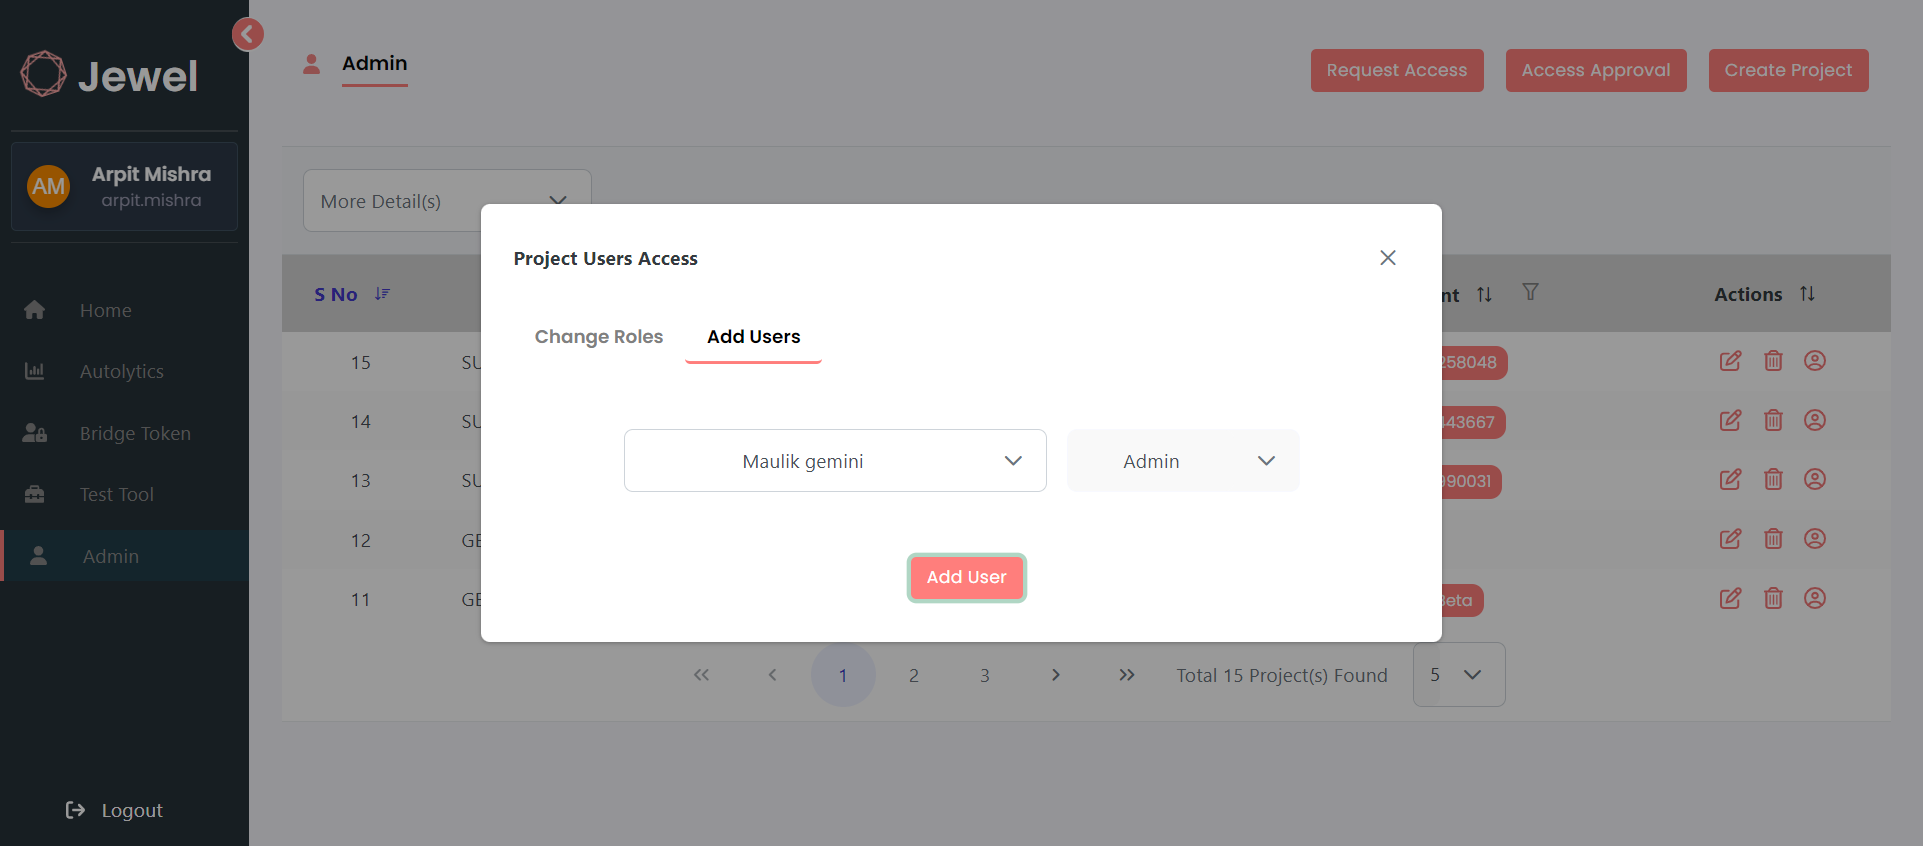 Jewel
AM
Arpit Mishra
arpit.mishra
Home
Autolytics
Bridge Token
Test Tool
Admin
Logout
Admin
Request Access
Access Approval
Create Project
More Detail(s)
S No
nt
Actions
15 SU 258048
14 SU 443667
13 SU 990031
12 GE
11 GE Beta
Project Users Access
Change Roles
Add Users
Maulik gemini
Admin
Add User
1 2 3
Total 15 Project(s) Found
5